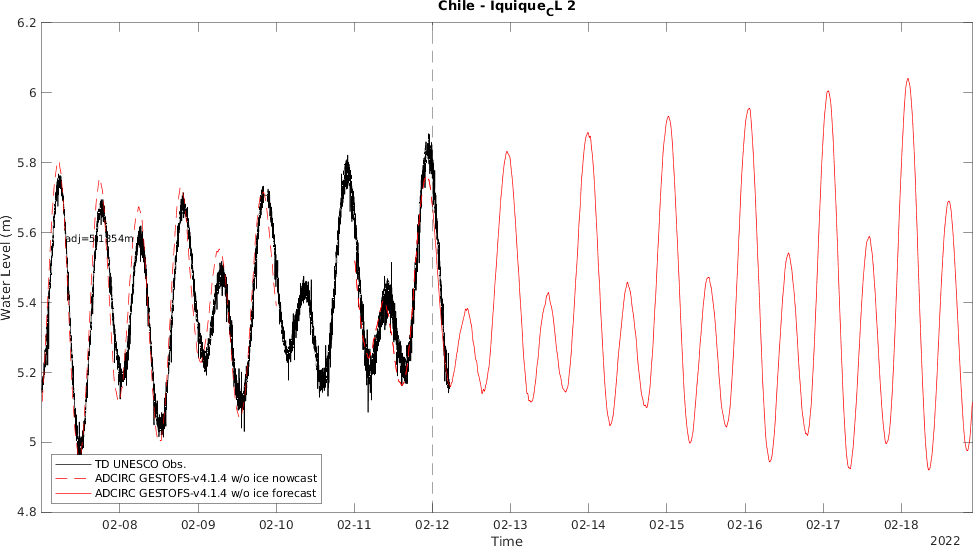 Chile - Iquique_CL 2
6.2
6
5.8
5.6
5.4
5.2
5
4.8
Water Level (m)
adj=5.1354m
TD UNESCO Obs.
ADCIRC GESTOFS-v4.1.4 w/o ice nowcast
ADCIRC GESTOFS-v4.1.4 w/o ice forecast
02-08 02-09 02-10 02-11 02-12 02-13 02-14 02-15 02-16 02-17 02-18
Time
2022